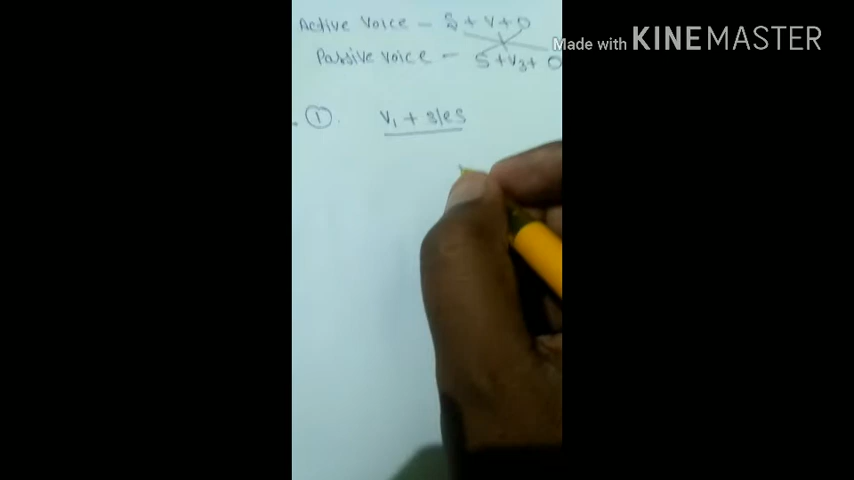 Active Voice - S + V + O
Made with KINEMASTER
Passive voice - S + V3 + O
① V1 + s/es